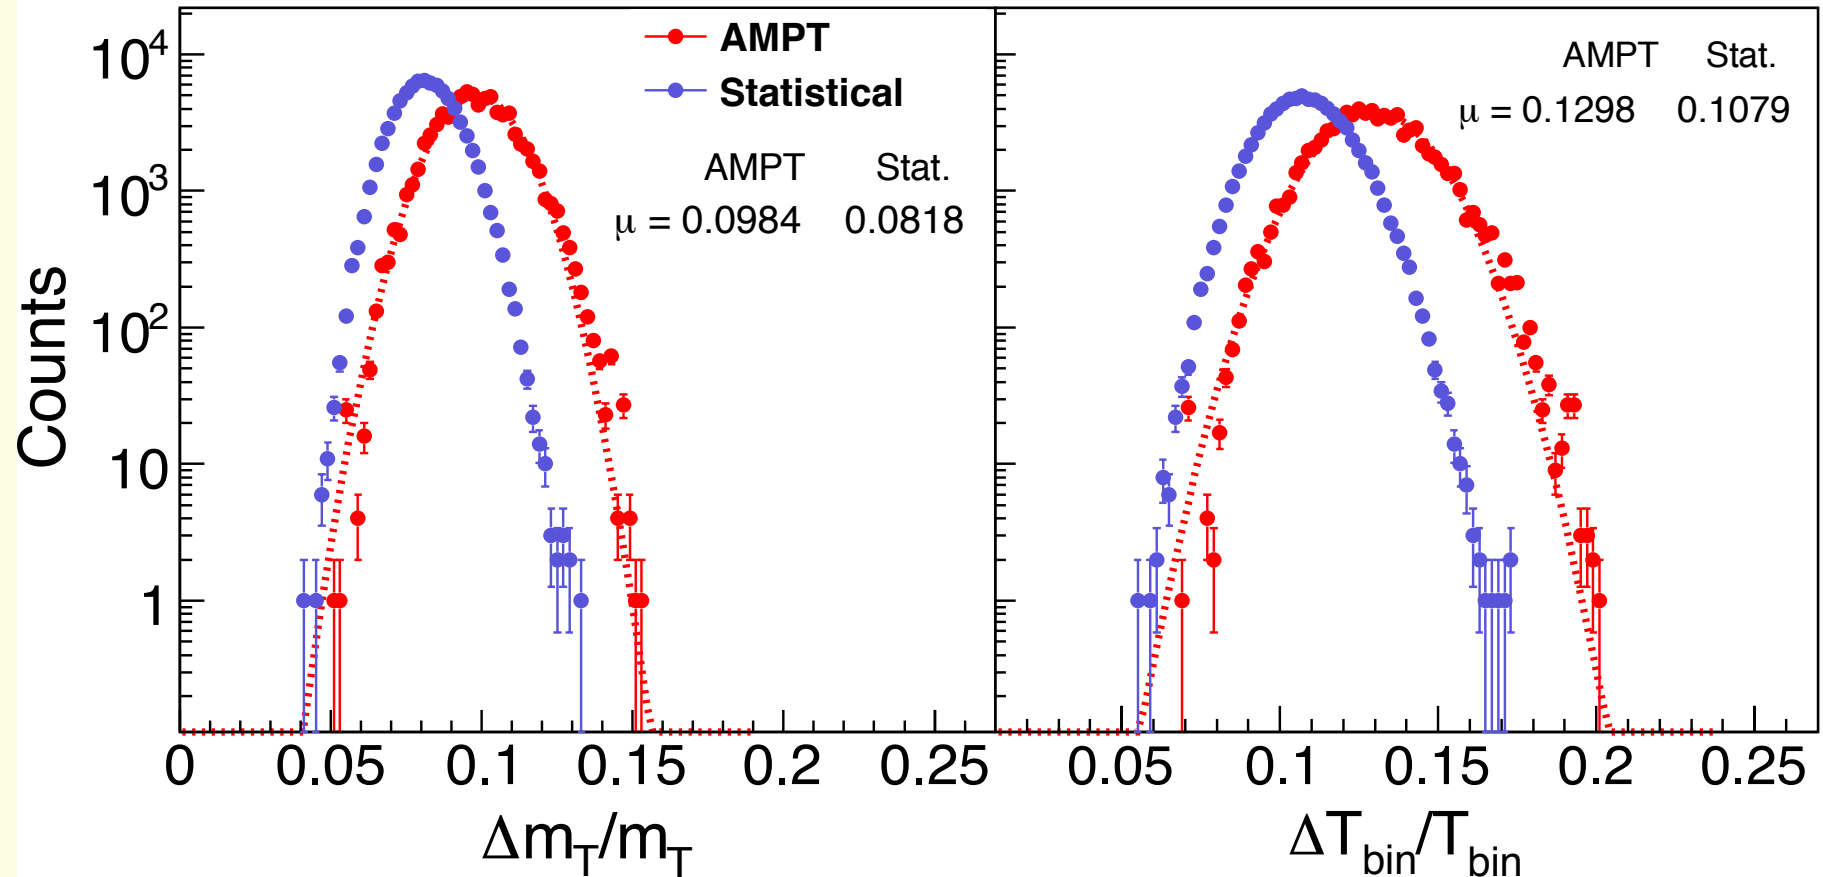 Counts
10⁴
10³
10²
10
1
AMPT
Statistical
AMPT Stat.
μ = 0.0984 0.0818
0 0.05 0.1 0.15 0.2 0.25
Δm_T/m_T
AMPT Stat.
μ = 0.1298 0.1079
0.05 0.1 0.15 0.2 0.25
ΔT_bin/T_bin